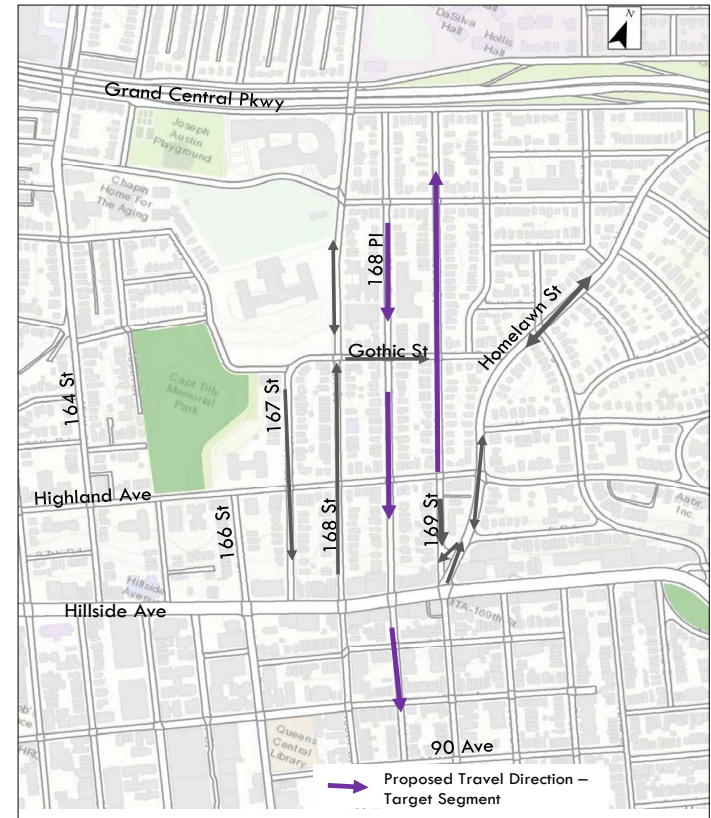 DaSilva
Hall
Hollis
Hall
N
Grand Central Pkwy
Joseph
Austin
Playground
Chapin
Home For
The Aging
168 Pl
Homelawn St
Gothic St
164 St
Capt Tilly
Memorial
Park
167 St
Highland Ave
166 St
168 St
169 St
Hillside
Hillside Ave
90 Ave
Queens
Central
Library
Proposed Travel Direction –
Target Segment